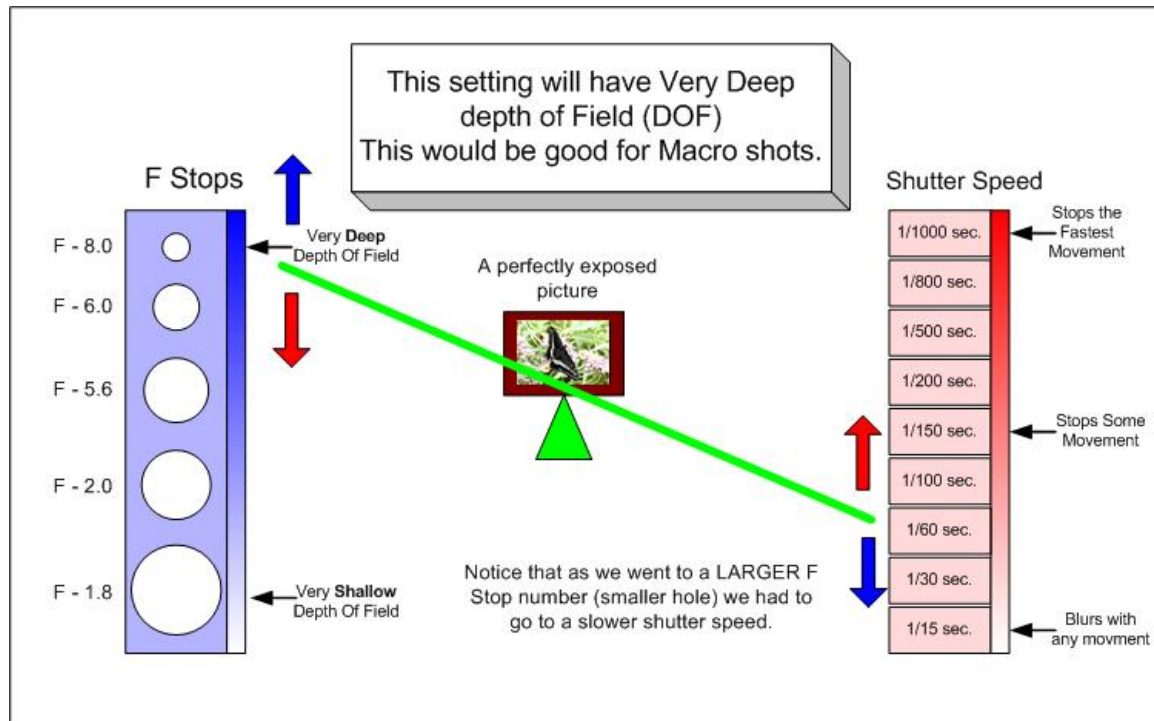 This setting will have Very Deep
depth of Field (DOF)
This would be good for Macro shots.
F Stops
F - 8.0
F - 6.0
F - 5.6
F - 2.0
F - 1.8
Very Deep
Depth Of Field
Very Shallow
Depth Of Field
A perfectly exposed
picture
Notice that as we went to a LARGER F
Stop number (smaller hole) we had to
go to a slower shutter speed.
Shutter Speed
1/1000 sec.
1/800 sec.
1/500 sec.
1/200 sec.
1/150 sec.
1/100 sec.
1/60 sec.
1/30 sec.
1/15 sec.
Stops the
Fastest
Movement
Stops Some
Movement
Blurs with
any movment